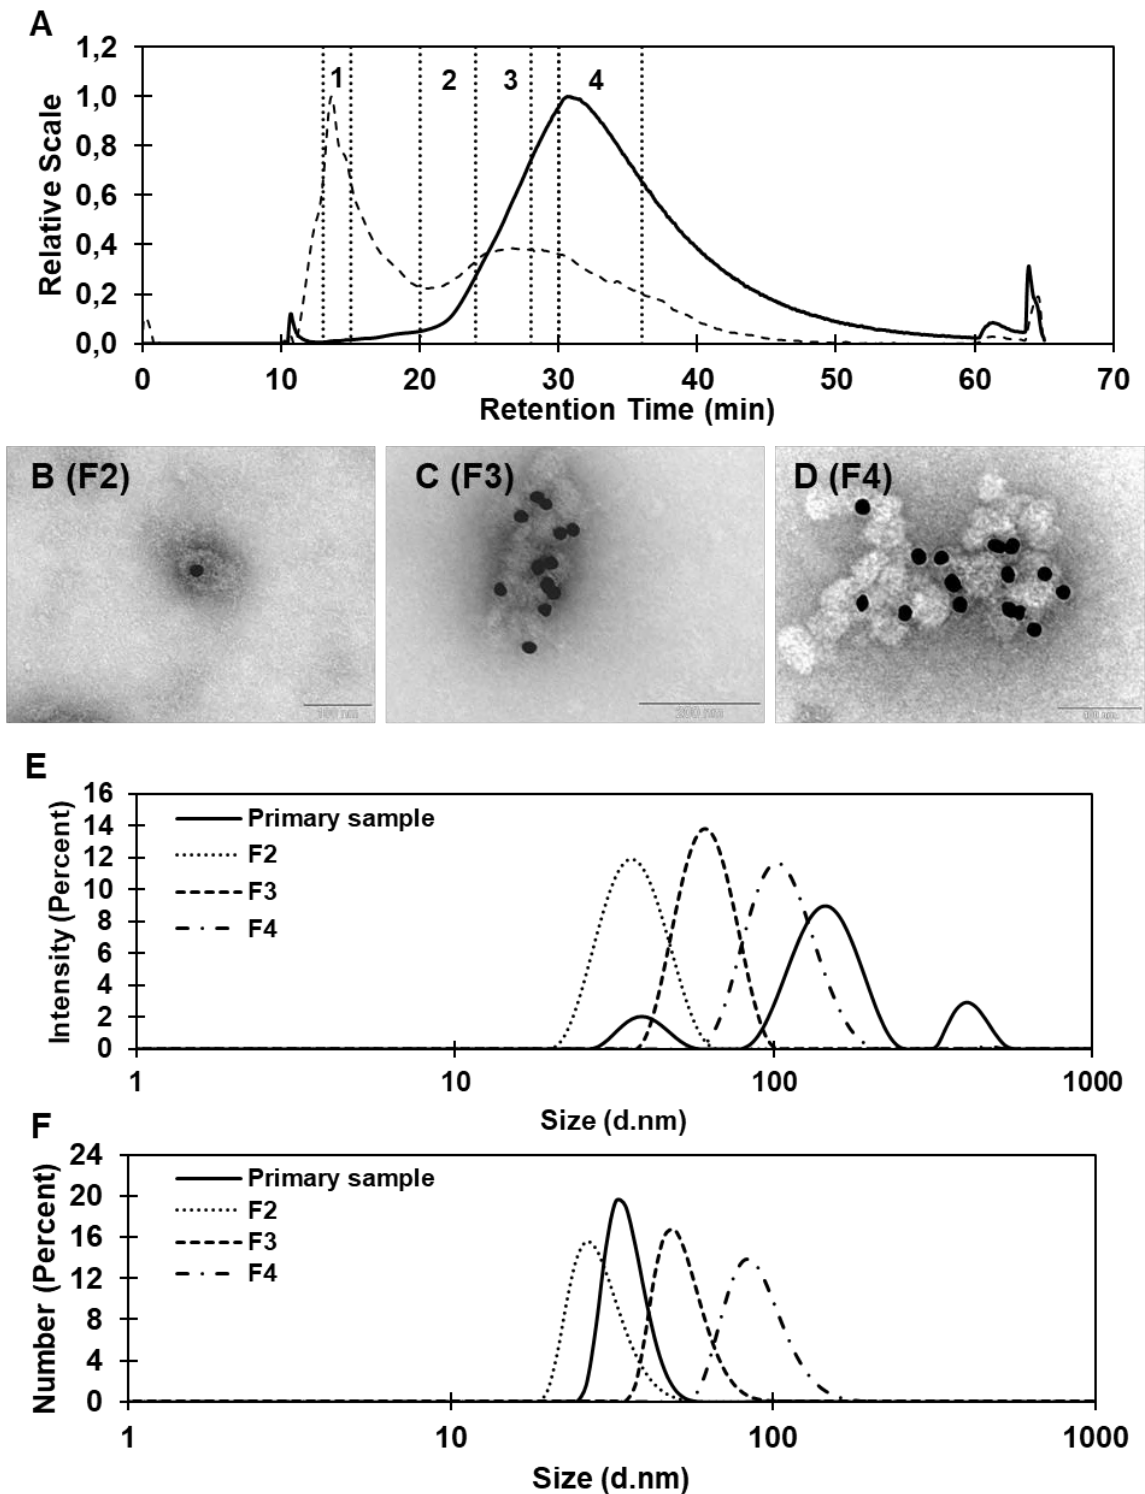 A
1,2
1,0
0,8
0,6
0,4
0,2
0,0
Relative Scale
1
2
3
4
0 10 20 30 40 50 60 70
Retention Time (min)
B (F2)
100 nm
C (F3)
200 nm
D (F4)
E
16
14
12
10
8
6
4
2
0
Intensity (Percent)
Primary sample
F2
F3
F4
1 10 100 1000
Size (d.nm)
F
24
20
16
12
8
4
0
Number (Percent)
Primary sample
F2
F3
F4
1 10 100 1000
Size (d.nm)